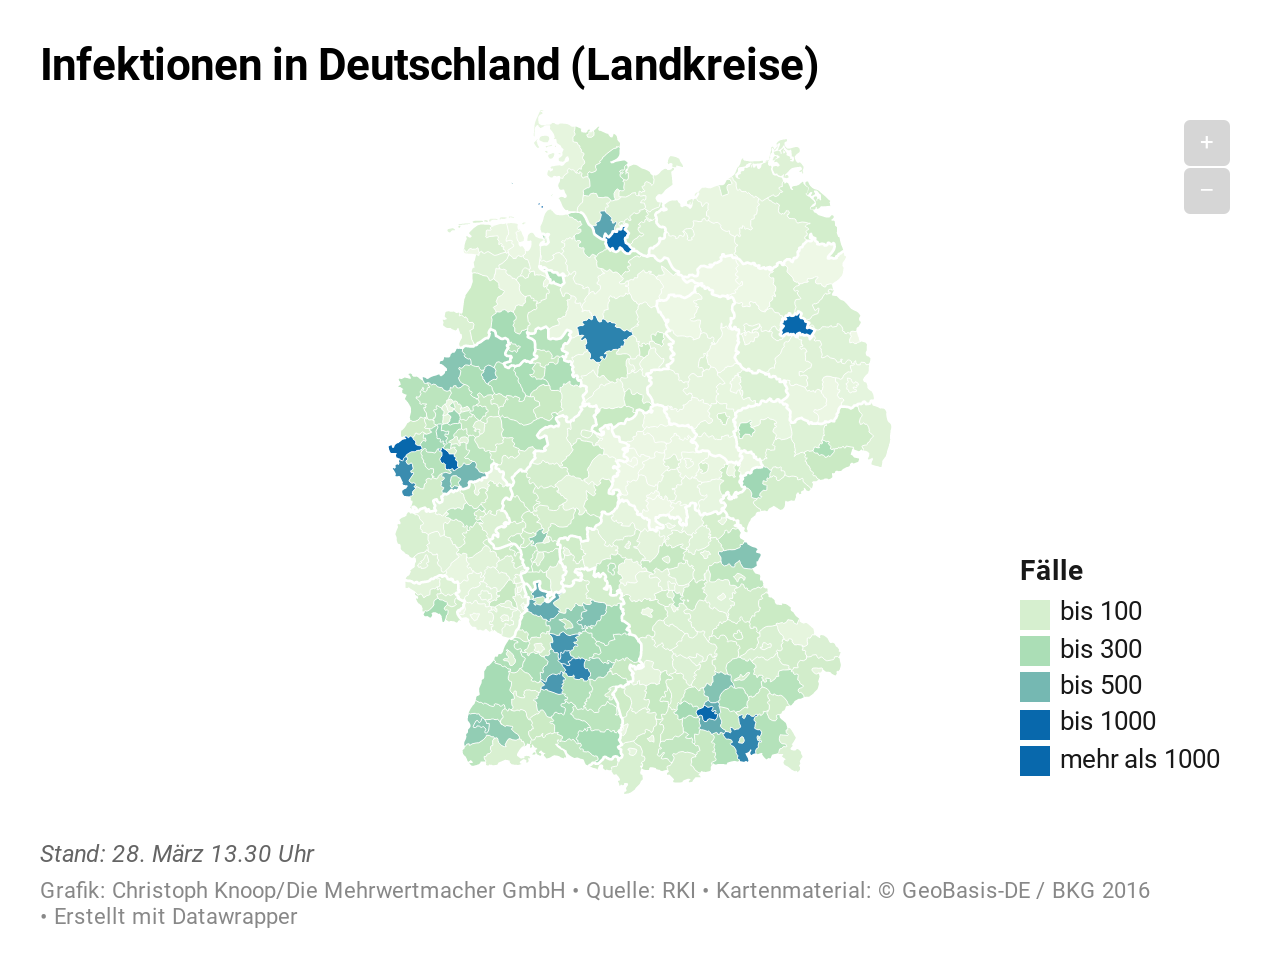 Infektionen in Deutschland (Landkreise)
+
−
Fälle
bis 100
bis 300
bis 500
bis 1000
mehr als 1000
Stand: 28. März 13.30 Uhr
Grafik: Christoph Knoop/Die Mehrwertmacher GmbH • Quelle: RKI • Kartenmaterial: © GeoBasis-DE / BKG 2016
• Erstellt mit Datawrapper